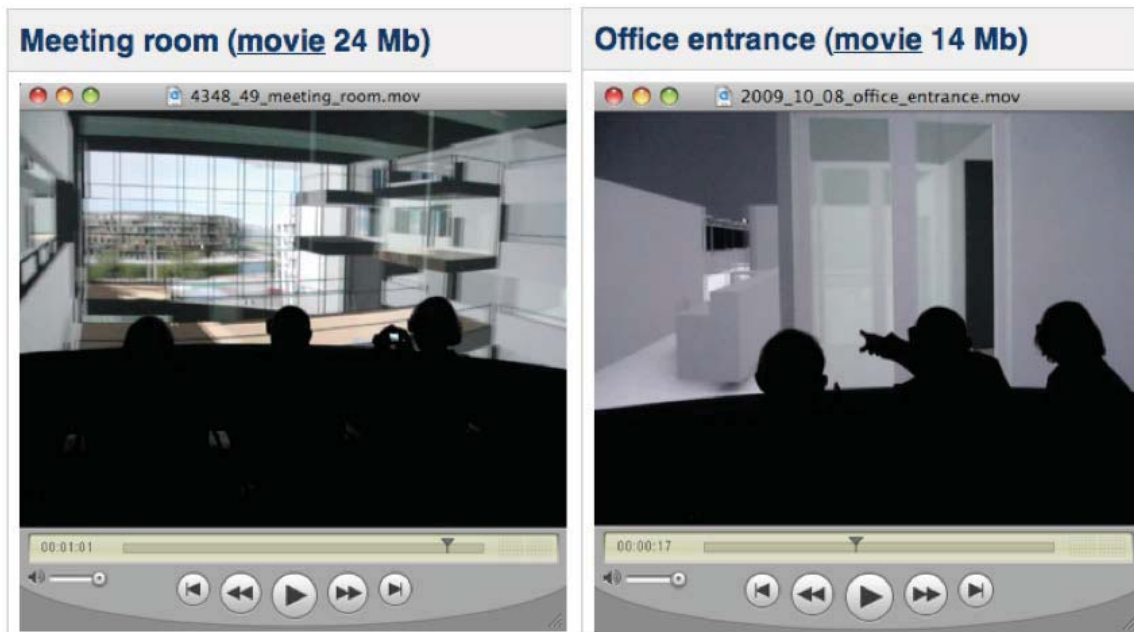 Meeting room (movie 24 Mb)
4348_49_meeting_room.mov
00:01:01
Office entrance (movie 14 Mb)
2009_10_08_office_entrance.mov
00:00:17